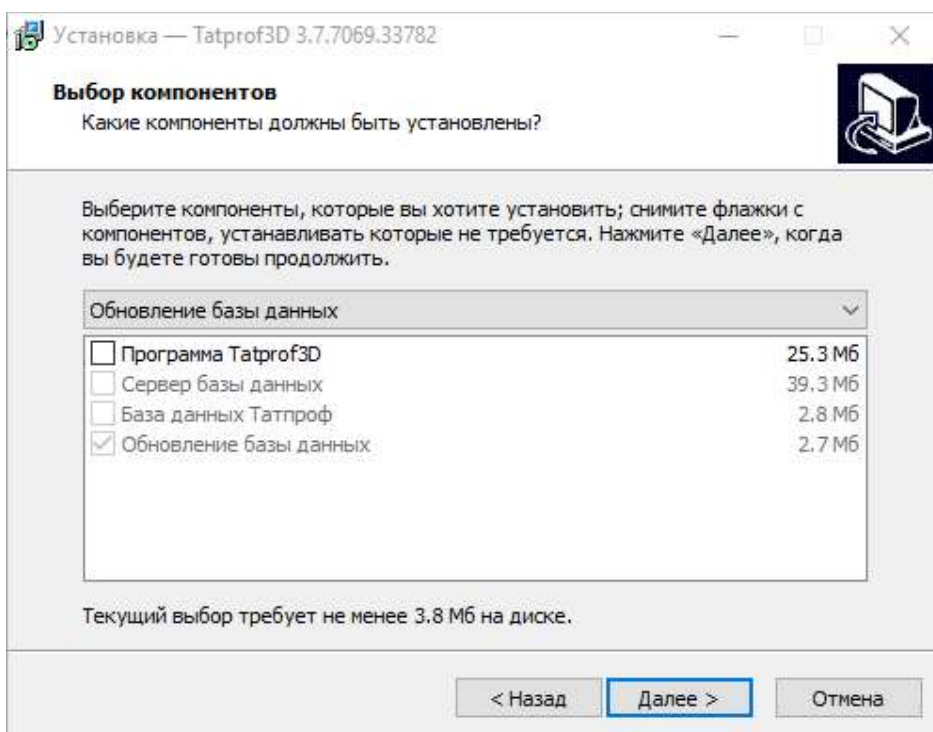 Установка — Tatprof3D 3.7.7069.33782
Выбор компонентов
Какие компоненты должны быть установлены?
Выберите компоненты, которые вы хотите установить; снимите флажки с
компонентов, устанавливать которые не требуется. Нажмите «Далее», когда
вы будете готовы продолжить.
Обновление базы данных
Программа Tatprof3D 25.3 Мб
Сервер базы данных 39.3 Мб
База данных Татпроф 2.8 Мб
Обновление базы данных 2.7 Мб
Текущий выбор требует не менее 3.8 Мб на диске.
< Назад Далее > Отмена